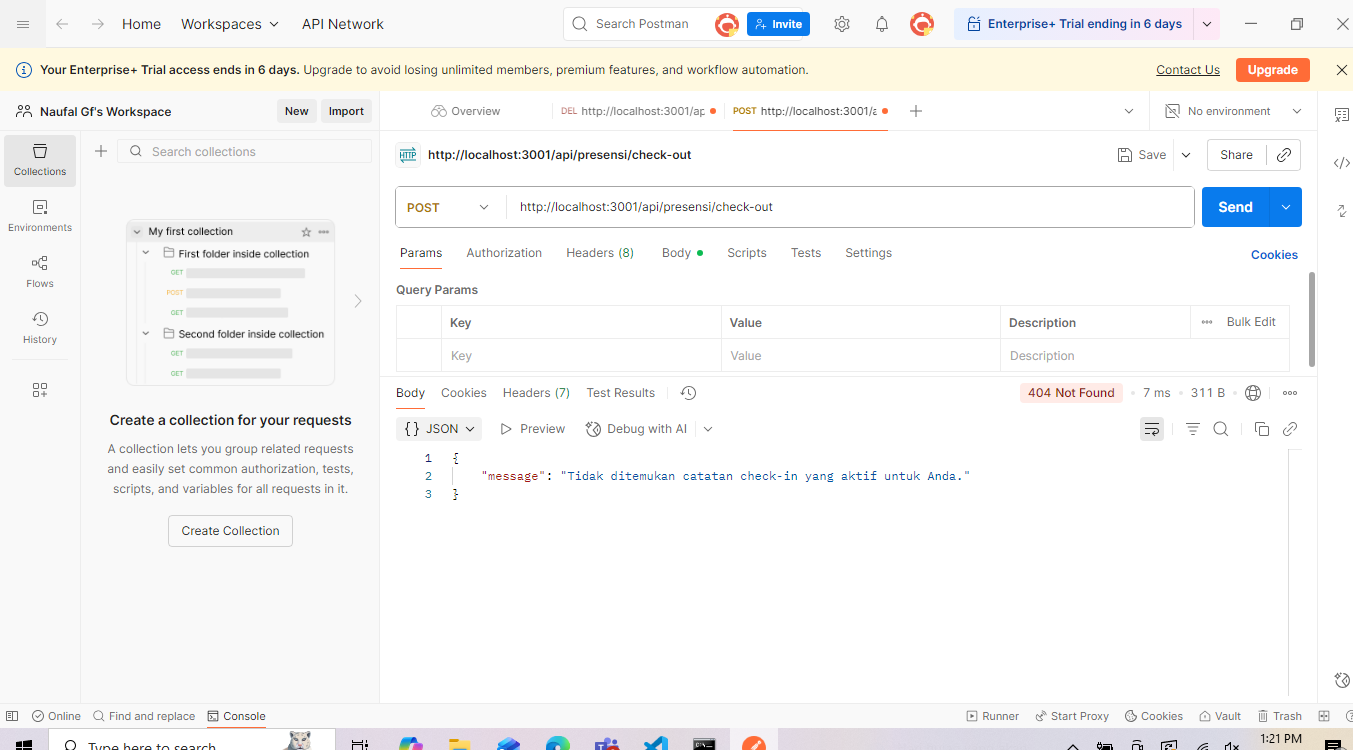 Home Workspaces API Network Search Postman Invite Enterprise+ Trial ending in 6 days
Your Enterprise+ Trial access ends in 6 days. Upgrade to avoid losing unlimited members, premium features, and workflow automation. Contact Us Upgrade
Naufal Gf's Workspace New Import
Overview DEL http://localhost:3001/ap POST http://localhost:3001/a No environment
Collections
Environments
Flows
History
Search collections
My first collection
First folder inside collection
GET
POST
GET
Second folder inside collection
GET
GET
Create a collection for your requests
A collection lets you group related requests
and easily set common authorization, tests,
scripts, and variables for all requests in it.
Create Collection
HTTP http://localhost:3001/api/presensi/check-out Save Share
POST http://localhost:3001/api/presensi/check-out Send
Params Authorization Headers (8) Body Scripts Tests Settings Cookies
Query Params
Key Value Description Bulk Edit
Key Value Description
Body Cookies Headers (7) Test Results 404 Not Found 7 ms 311 B
{} JSON Preview Debug with AI
1 {
2 "message": "Tidak ditemukan catatan check-in yang aktif untuk Anda."
3 }
Online Find and replace Console Runner Start Proxy Cookies Vault Trash
Type here to search 1:21 PM